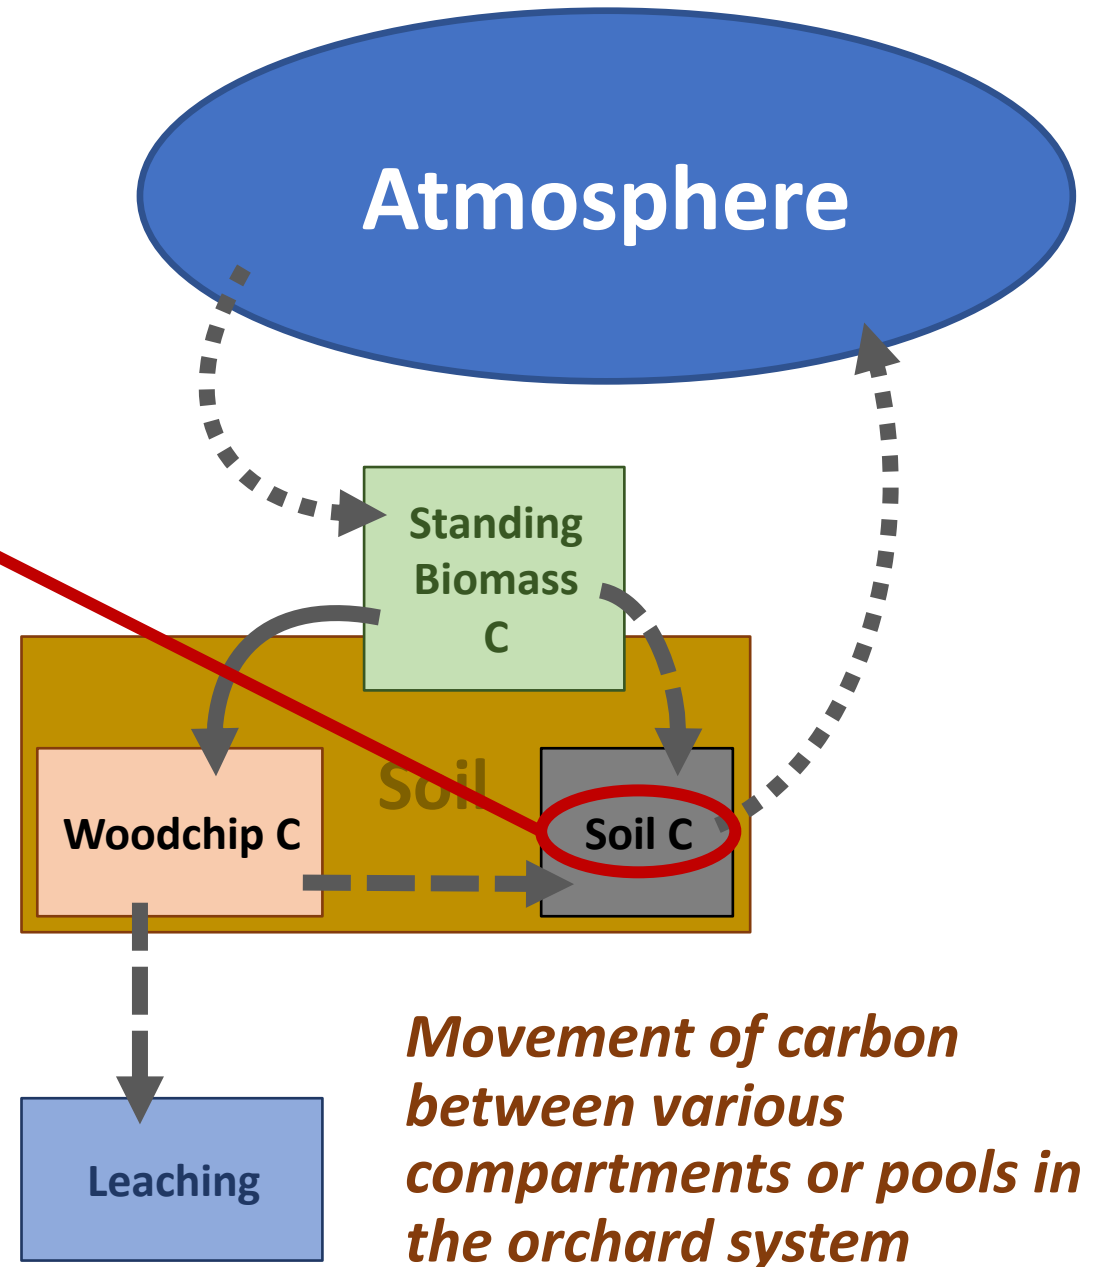 Atmosphere
Standing
Biomass
C
Soil
Woodchip C
Soil C
Leaching
Movement of carbon
between various
compartments or pools in
the orchard system